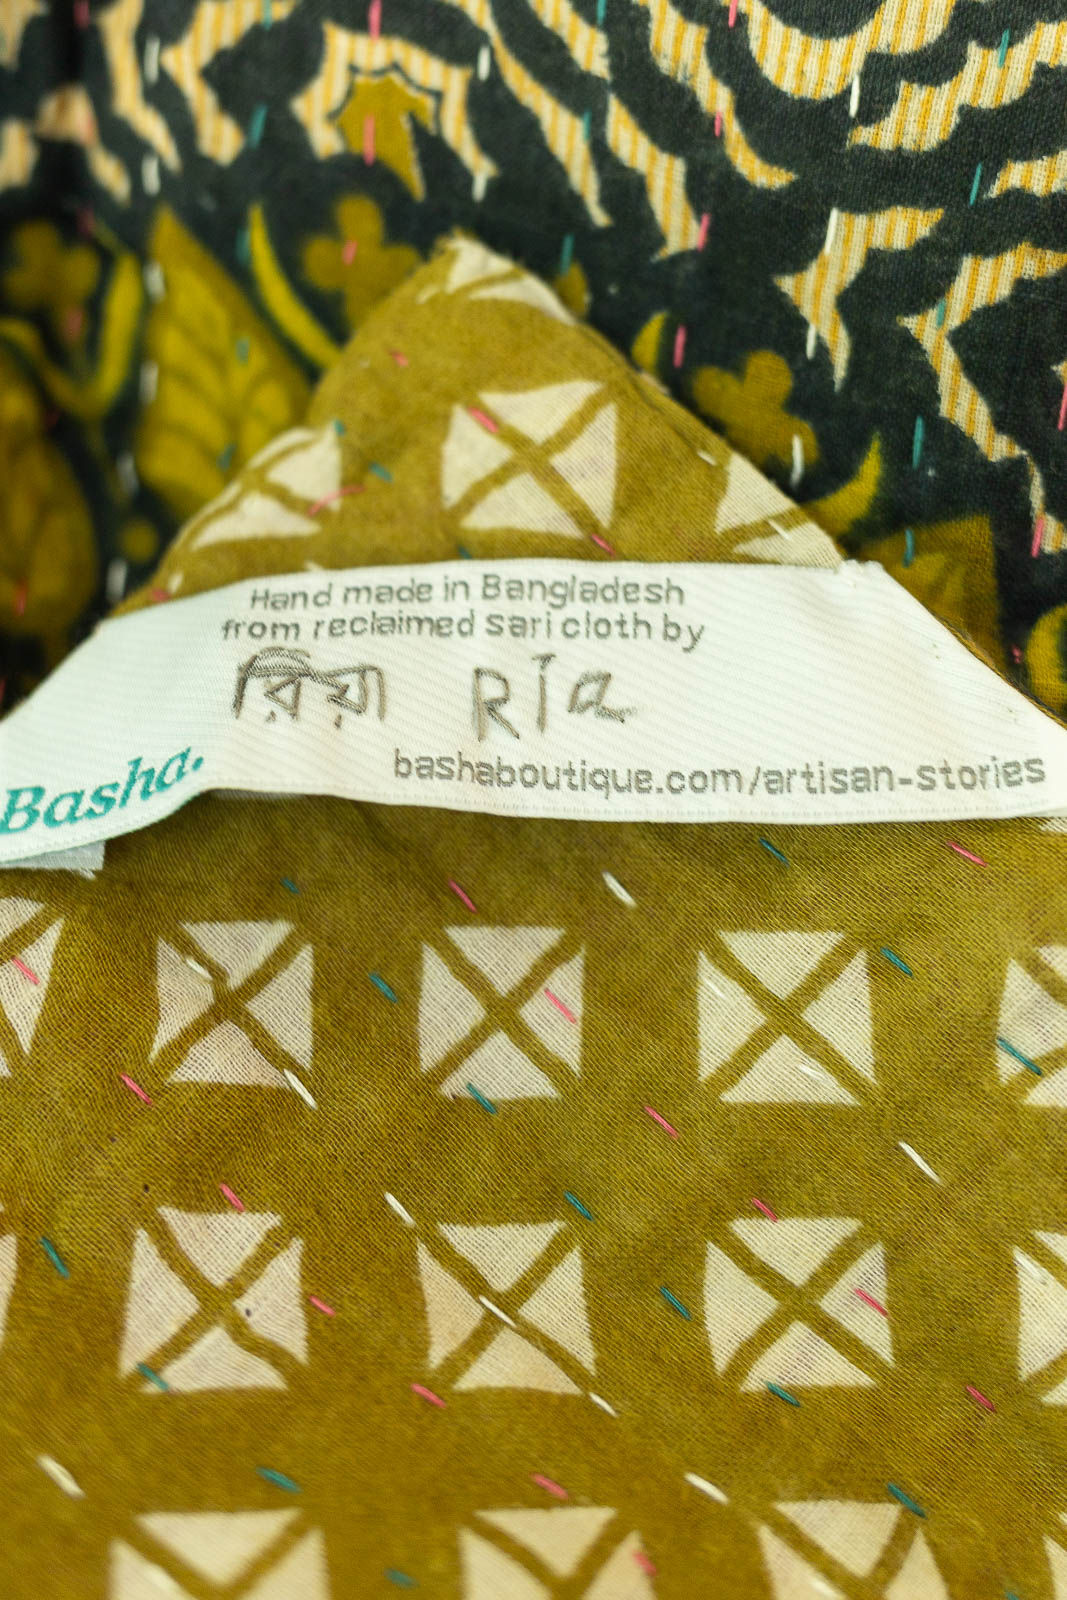 Hand made in Bangladesh
from reclaimed sari cloth by
রিয়া Ria
bashaboutique.com/artisan-stories
Basha.